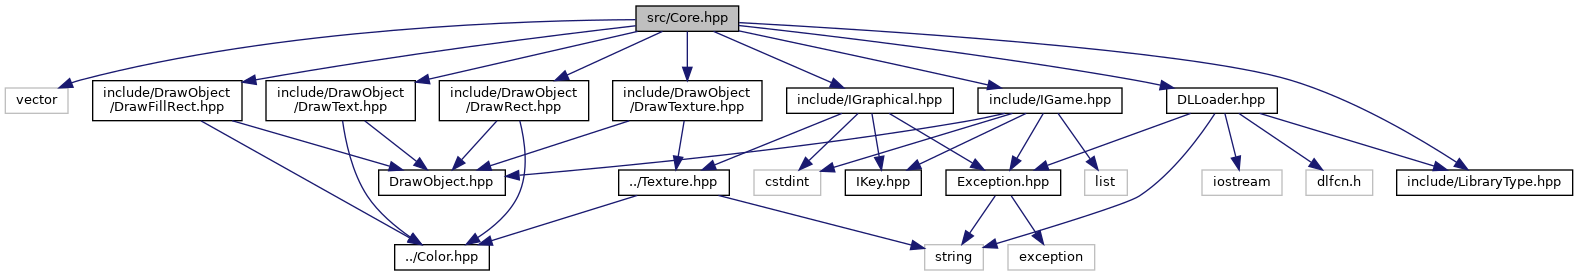 src/Core.hpp
vector
include/DrawObject
/DrawFillRect.hpp
include/DrawObject
/DrawText.hpp
include/DrawObject
/DrawRect.hpp
include/DrawObject
/DrawTexture.hpp
include/IGraphical.hpp
include/IGame.hpp
DLLoader.hpp
DrawObject.hpp
../Texture.hpp
cstdint
IKey.hpp
Exception.hpp
list
iostream
dlfcn.h
include/LibraryType.hpp
../Color.hpp
string
exception